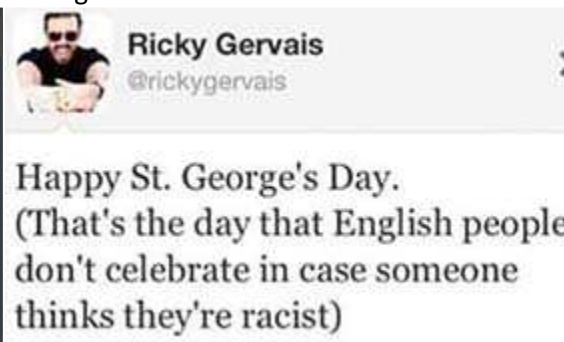 Ricky Gervais
@rickygervais
Happy St. George's Day.
(That's the day that English people
don't celebrate in case someone
thinks they're racist)